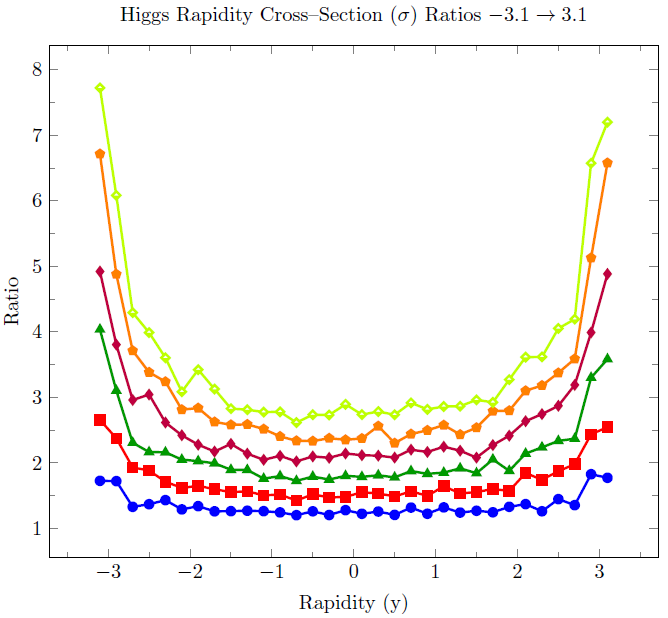 Higgs Rapidity Cross–Section (σ) Ratios −3.1 → 3.1
8
7
6
5
4
3
2
1
Ratio
−3 −2 −1 0 1 2 3
Rapidity (y)